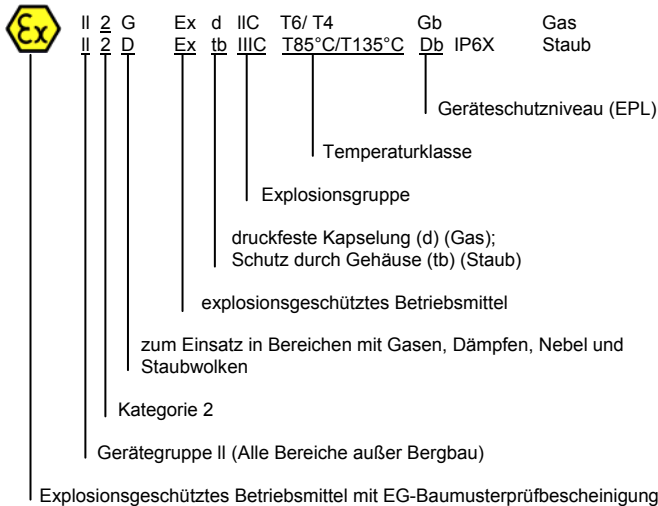 Ex II 2 G Ex d IIC T6/ T4 Gb Gas
II 2 D Ex tb IIIC T85°C/T135°C Db IP6X Staub
Geräteschutzniveau (EPL)
Temperaturklasse
Explosionsgruppe
druckfeste Kapselung (d) (Gas);
Schutz durch Gehäuse (tb) (Staub)
explosionsgeschütztes Betriebsmittel
zum Einsatz in Bereichen mit Gasen, Dämpfen, Nebel und
Staubwolken
Kategorie 2
Gerätegruppe II (Alle Bereiche außer Bergbau)
Explosionsgeschütztes Betriebsmittel mit EG-Baumusterprüfbescheinigung